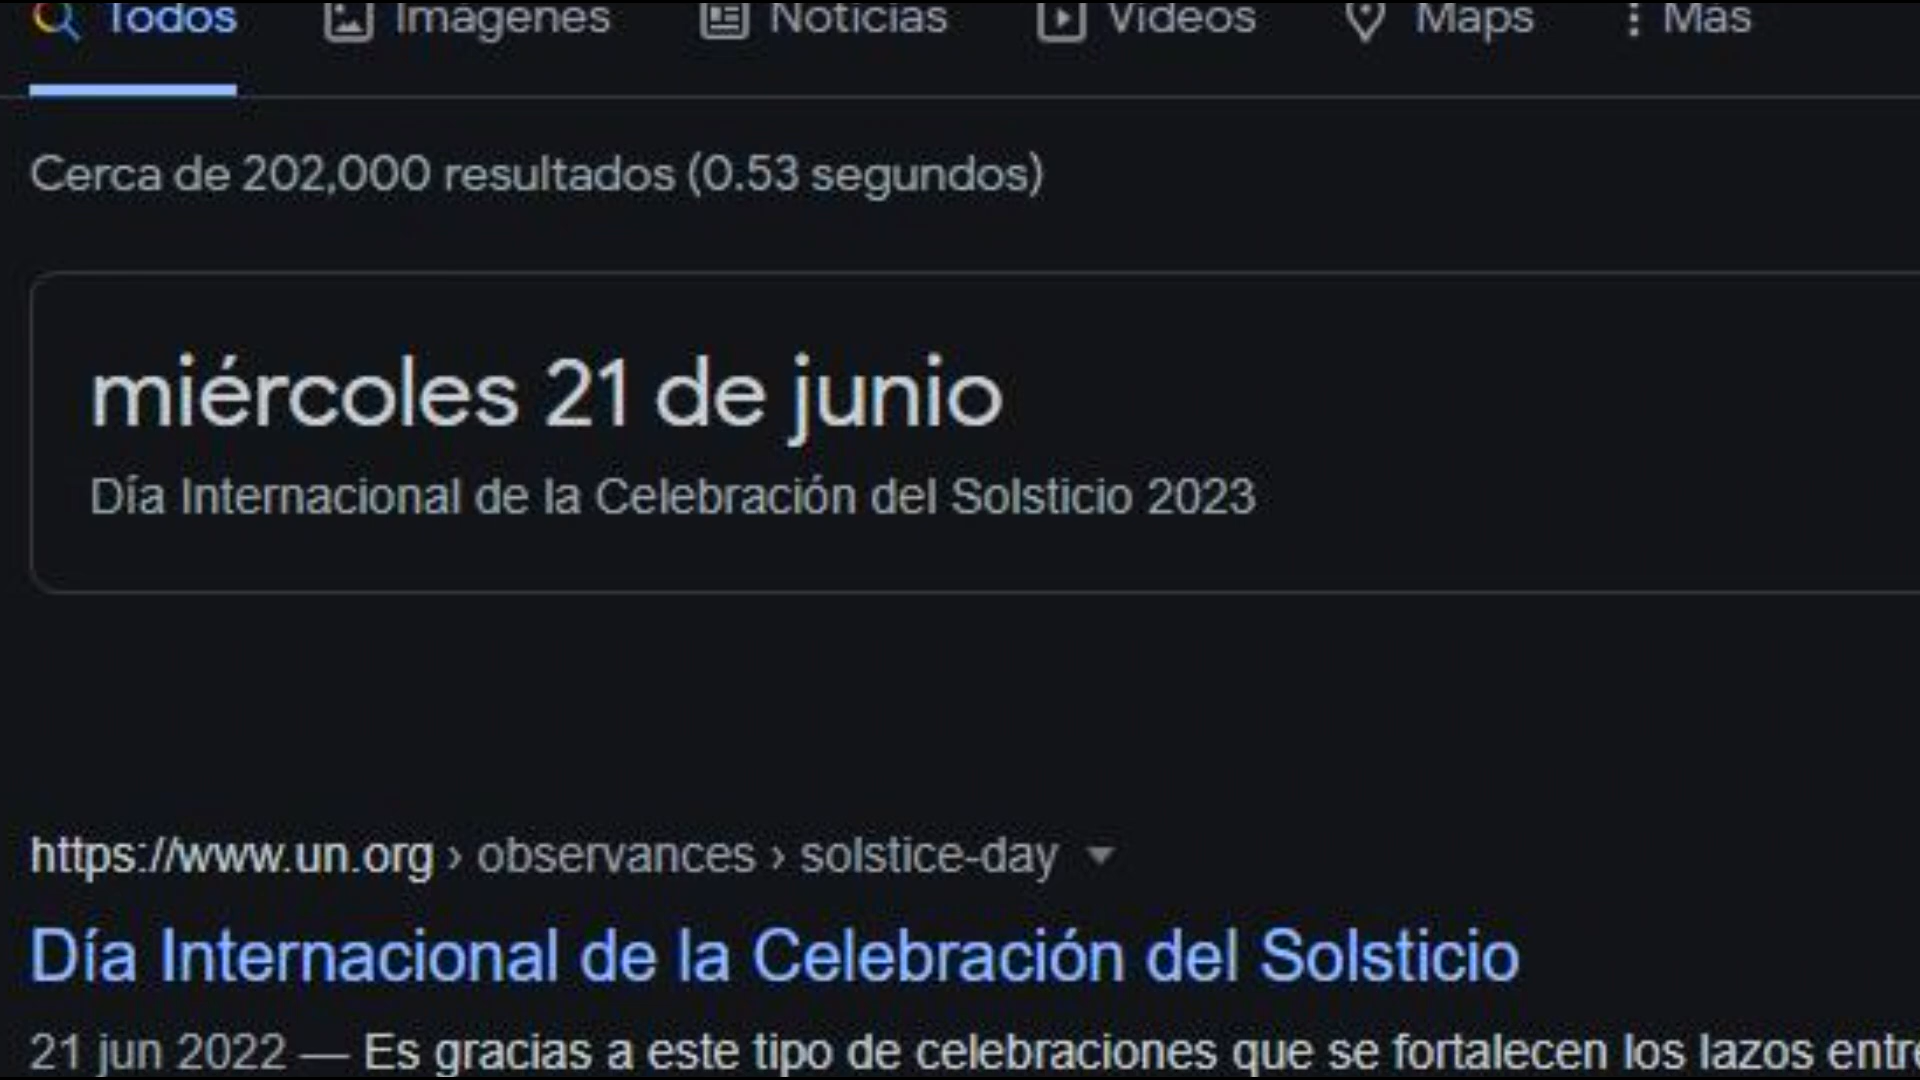 Todos Imágenes Noticias Videos Maps Más
Cerca de 202,000 resultados (0.53 segundos)
miércoles 21 de junio
Día Internacional de la Celebración del Solsticio 2023
https://www.un.org › observances › solstice-day
Día Internacional de la Celebración del Solsticio
21 jun 2022 — Es gracias a este tipo de celebraciones que se fortalecen los lazos entre